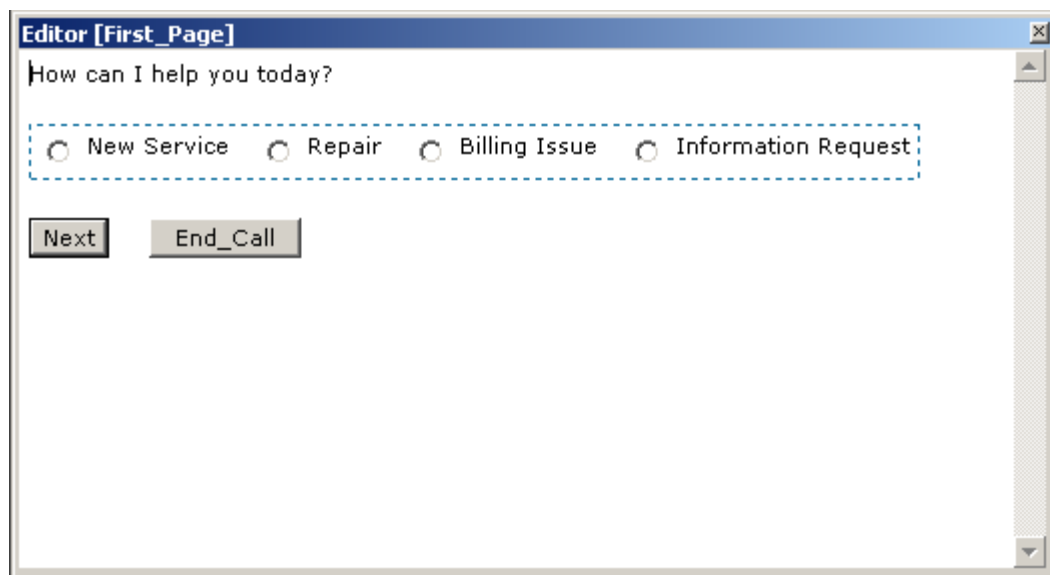 Editor [First_Page]
How can I help you today?
New Service Repair Billing Issue Information Request
Next End_Call